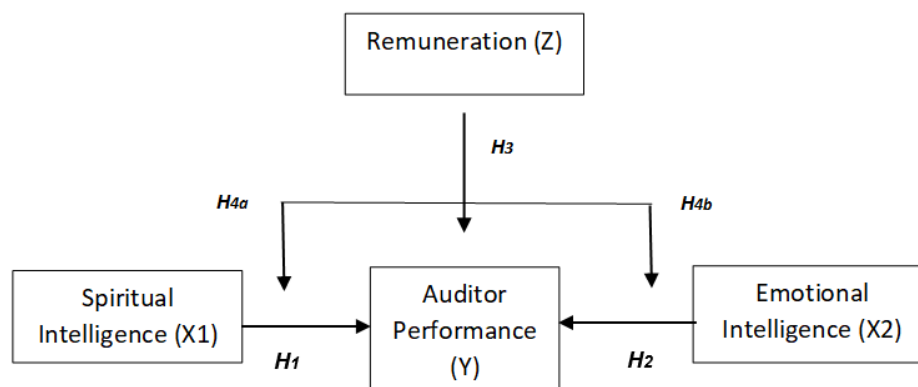 Remuneration (Z)
H3
H4a
H4b
Spiritual
Intelligence (X1)
H1
Auditor
Performance
(Y)
H2
Emotional
Intelligence (X2)